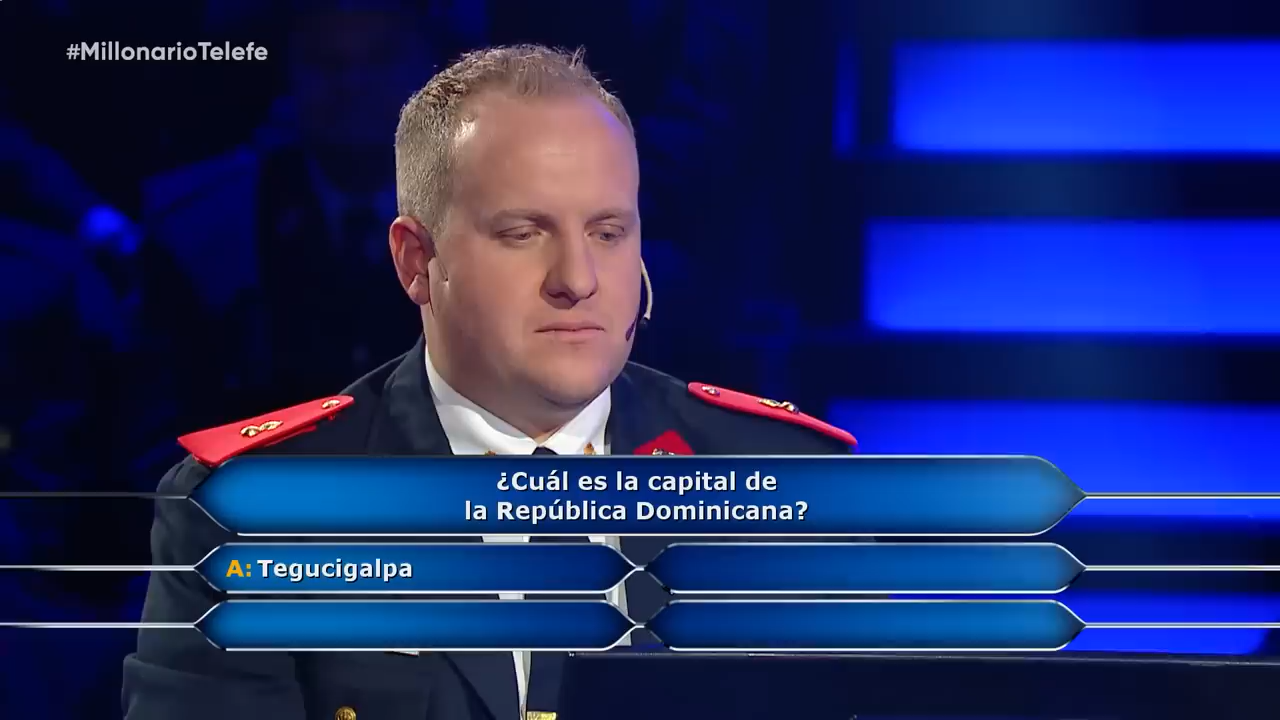 #MillonarioTelefe
¿Cuál es la capital de
la República Dominicana?
A: Tegucigalpa